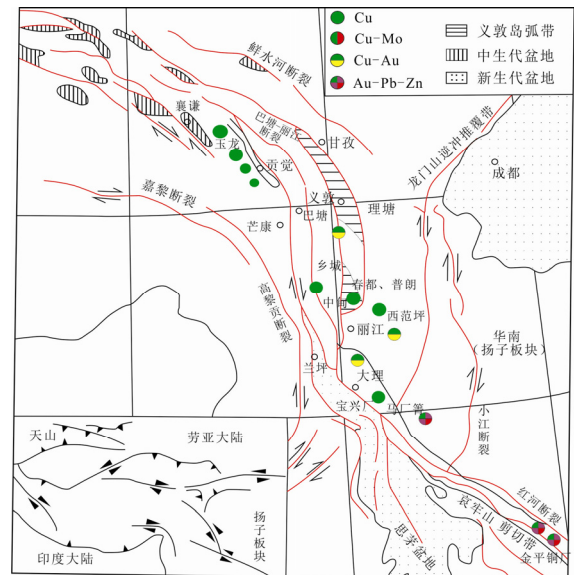 Cu
Cu-Mo
Cu-Au
Au-Pb-Zn
义敦岛弧带
中生代盆地
新生代盆地
鲜水河断裂
襄谦
玉龙
巴塘-丽江
断裂
甘孜
贡觉
龙门山逆冲推覆带
成都
嘉黎断裂
义敦
巴塘
理塘
芒康
乡城
春都、普朗
中甸
西范坪
高黎贡断裂
丽江
华南
(扬子板块)
兰坪
大理
宝兴厂
马厂箐
小江断裂
天山
劳亚大陆
扬子板块
印度大陆
红河断裂
哀牢山 剪切带
思茅盆地
金平铜厂